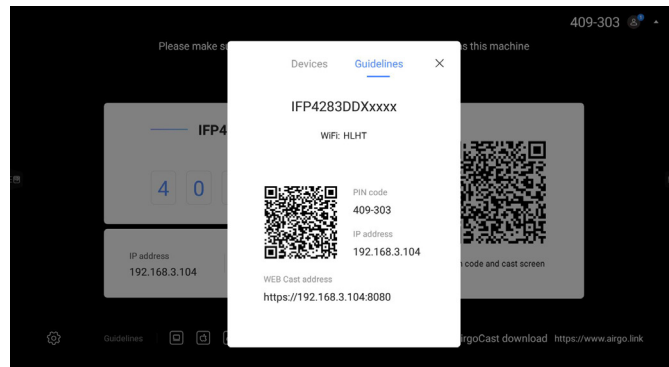 409-303
Please make s
s this machine
Devices Guidelines
IFP4283DDXxxxx
WiFi: HLHT
IFP4
4 0
PIN code
409-303
IP address
192.168.3.104
IP address
192.168.3.104
WEB Cast address
https://192.168.3.104:8080
code and cast screen
Guidelines
irgoCast download https://www.airgo.link